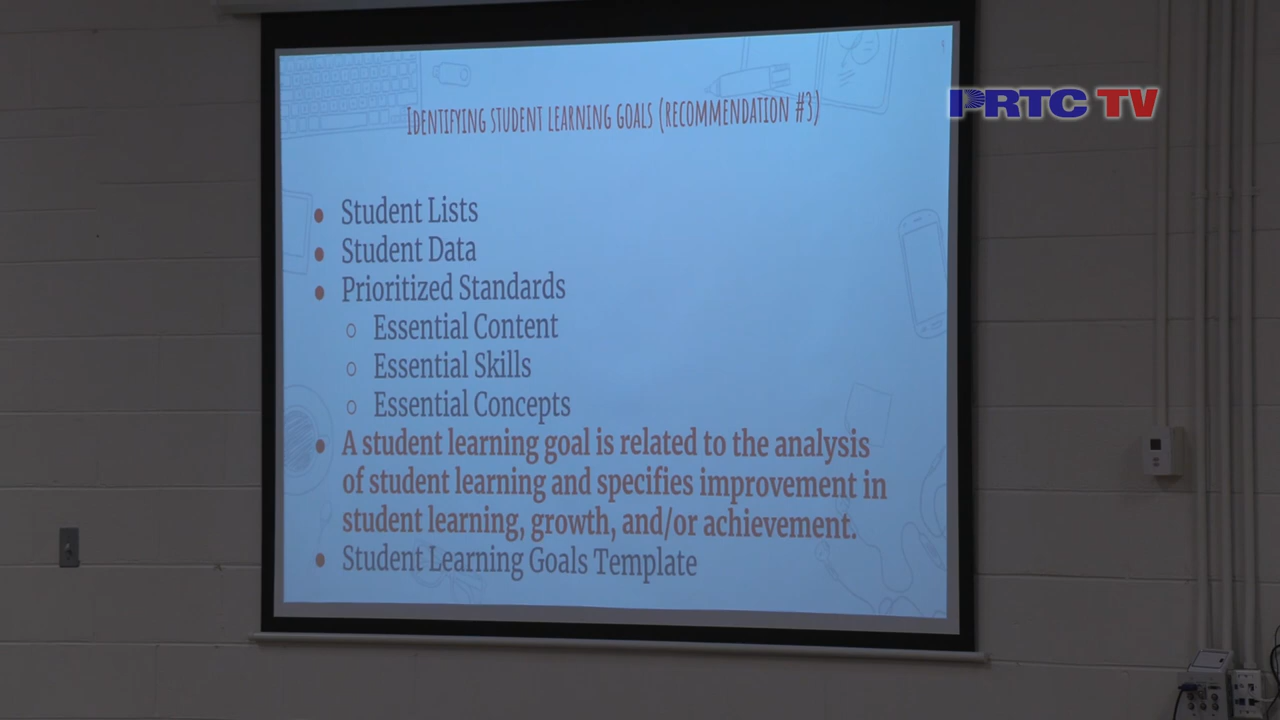 PRTC TV
Identifying student learning goals (recommendation #3)
Student Lists
Student Data
Prioritized Standards
Essential Content
Essential Skills
Essential Concepts
A student learning goal is related to the analysis
of student learning and specifies improvement in
student learning, growth, and/or achievement.
Student Learning Goals Template